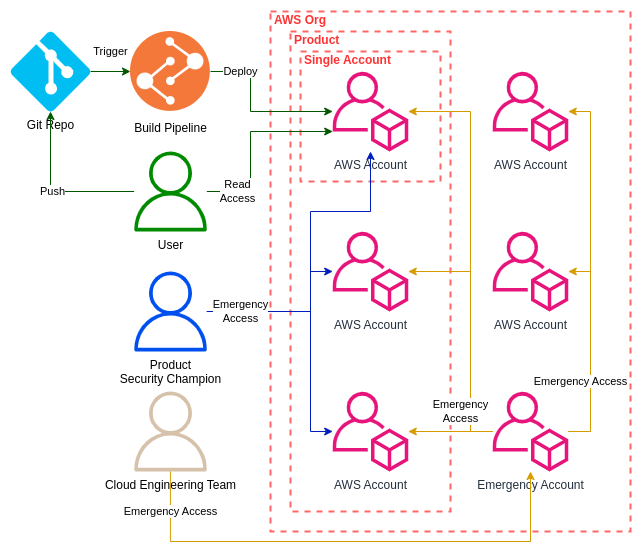 AWS Org
Product
Single Account
Trigger
Deploy
Git Repo
Build Pipeline
AWS Account
AWS Account
Push
Read
Access
User
Emergency
Access
AWS Account
AWS Account
Product
Security Champion
Emergency Access
Emergency
Access
Cloud Engineering Team
AWS Account
Emergency Account
Emergency Access